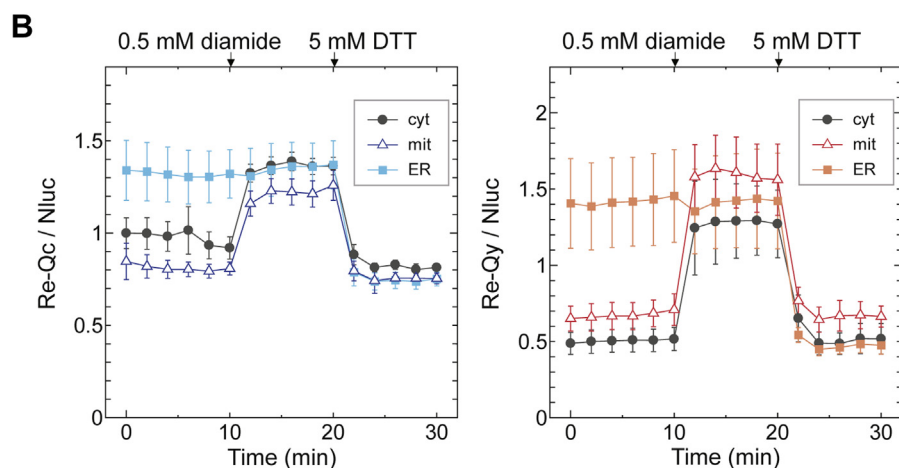 B
0.5 mM diamide
5 mM DTT
Re-Qc / Nluc
1.5
1
0.5
0
cyt
mit
ER
0
10
20
30
Time (min)
0.5 mM diamide
5 mM DTT
Re-Qy / Nluc
2
1.5
1
0.5
0
cyt
mit
ER
0
10
20
30
Time (min)